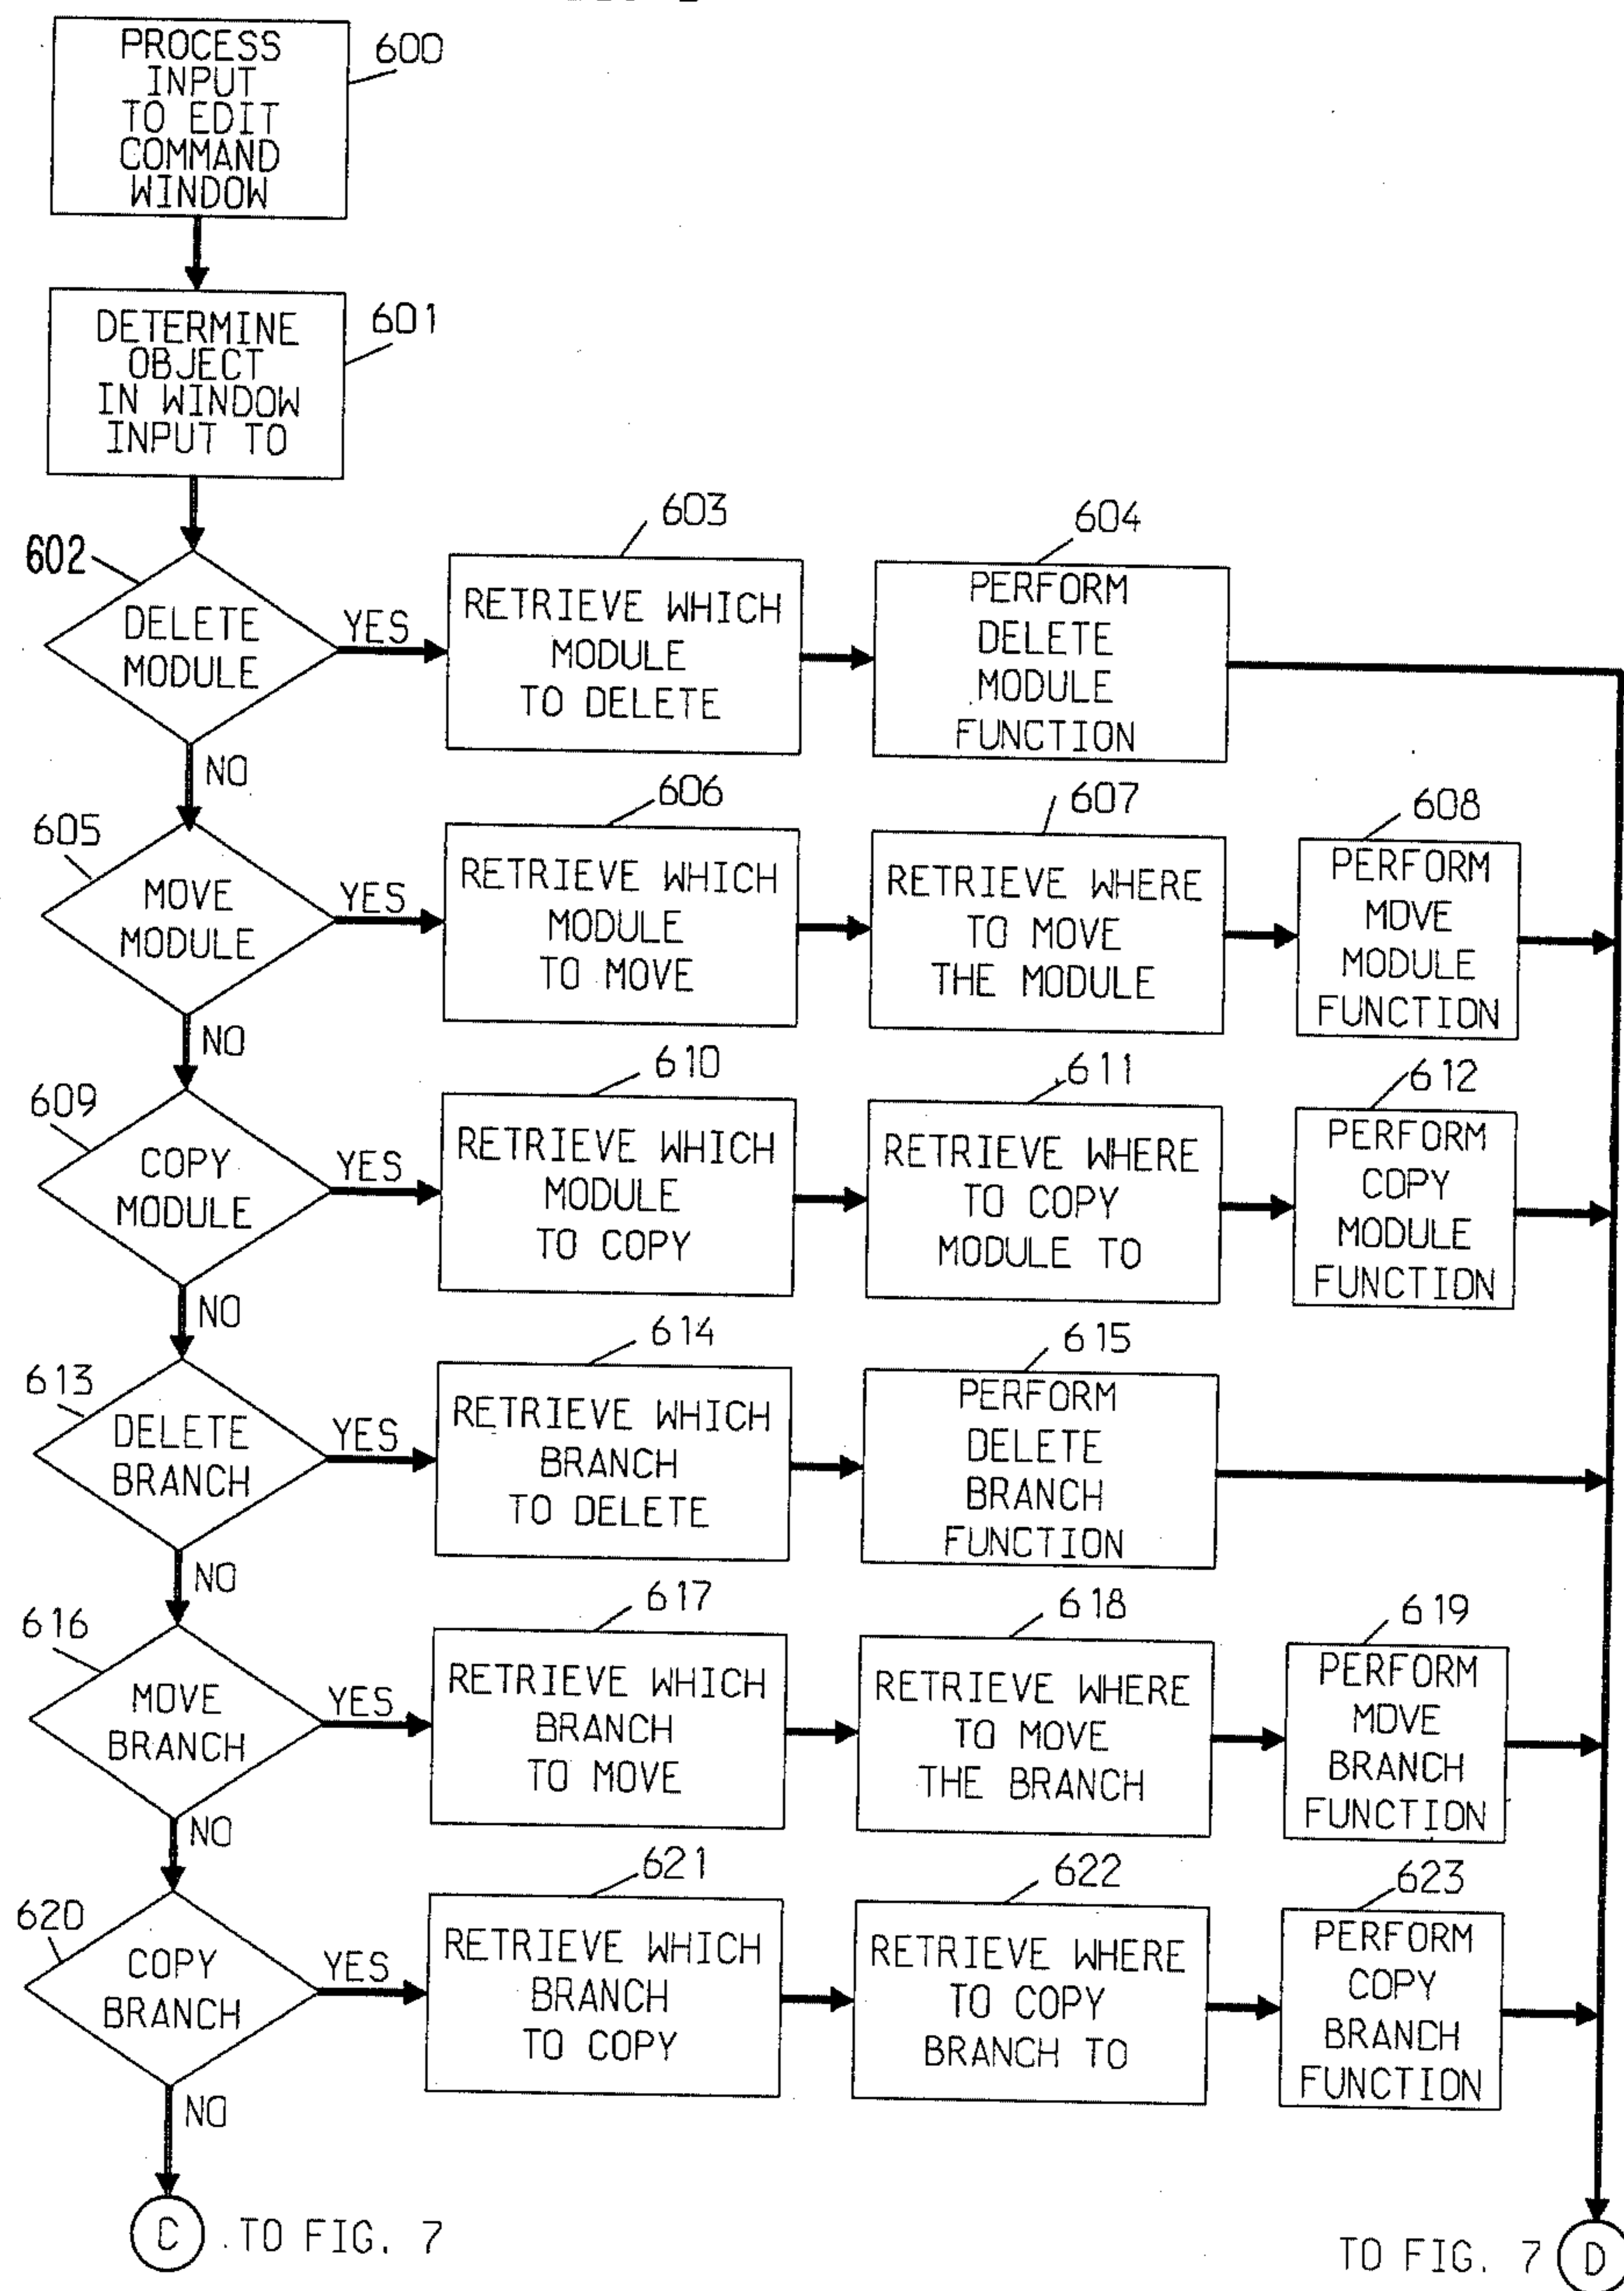 PROCESS
INPUT
TO EDIT
COMMAND
WINDOW
600
DETERMINE
OBJECT
IN WINDOW
INPUT TO
601
602
DELETE
MODULE
YES
603
RETRIEVE WHICH
MODULE
TO DELETE
604
PERFORM
DELETE
MODULE
FUNCTION
NO
605
MOVE
MODULE
YES
606
RETRIEVE WHICH
MODULE
TO MOVE
607
RETRIEVE WHERE
TO MOVE
THE MODULE
608
PERFORM
MOVE
MODULE
FUNCTION
NO
609
COPY
MODULE
YES
610
RETRIEVE WHICH
MODULE
TO COPY
611
RETRIEVE WHERE
TO COPY
MODULE TO
612
PERFORM
COPY
MODULE
FUNCTION
NO
613
DELETE
BRANCH
YES
614
RETRIEVE WHICH
BRANCH
TO DELETE
615
PERFORM
DELETE
BRANCH
FUNCTION
NO
616
MOVE
BRANCH
YES
617
RETRIEVE WHICH
BRANCH
TO MOVE
618
RETRIEVE WHERE
TO MOVE
THE BRANCH
619
PERFORM
MOVE
BRANCH
FUNCTION
NO
620
COPY
BRANCH
YES
621
RETRIEVE WHICH
BRANCH
TO COPY
622
RETRIEVE WHERE
TO COPY
BRANCH TO
623
PERFORM
COPY
BRANCH
FUNCTION
NO
C TO FIG. 7
TO FIG. 7 D